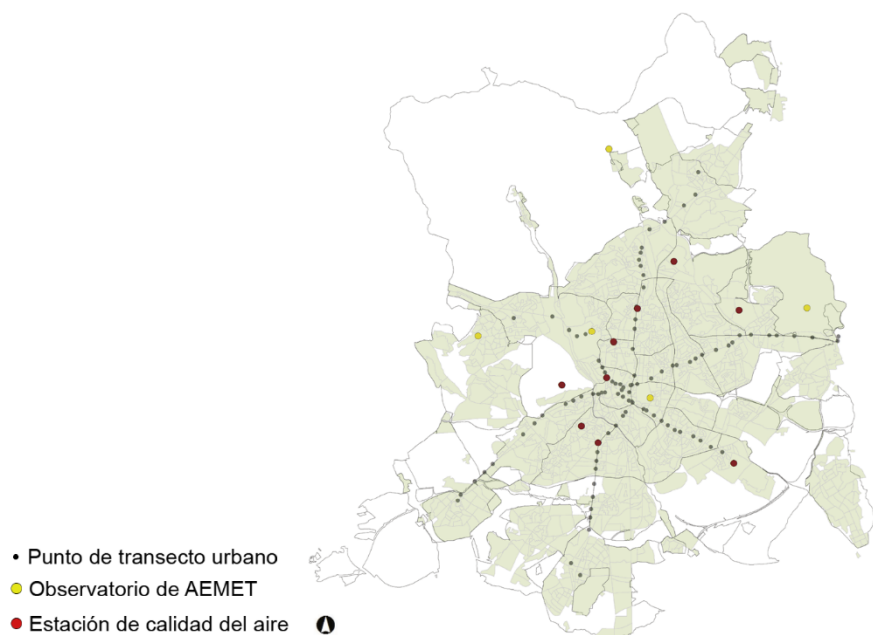 Punto de transecto urbano
Observatorio de AEMET
Estación de calidad del aire